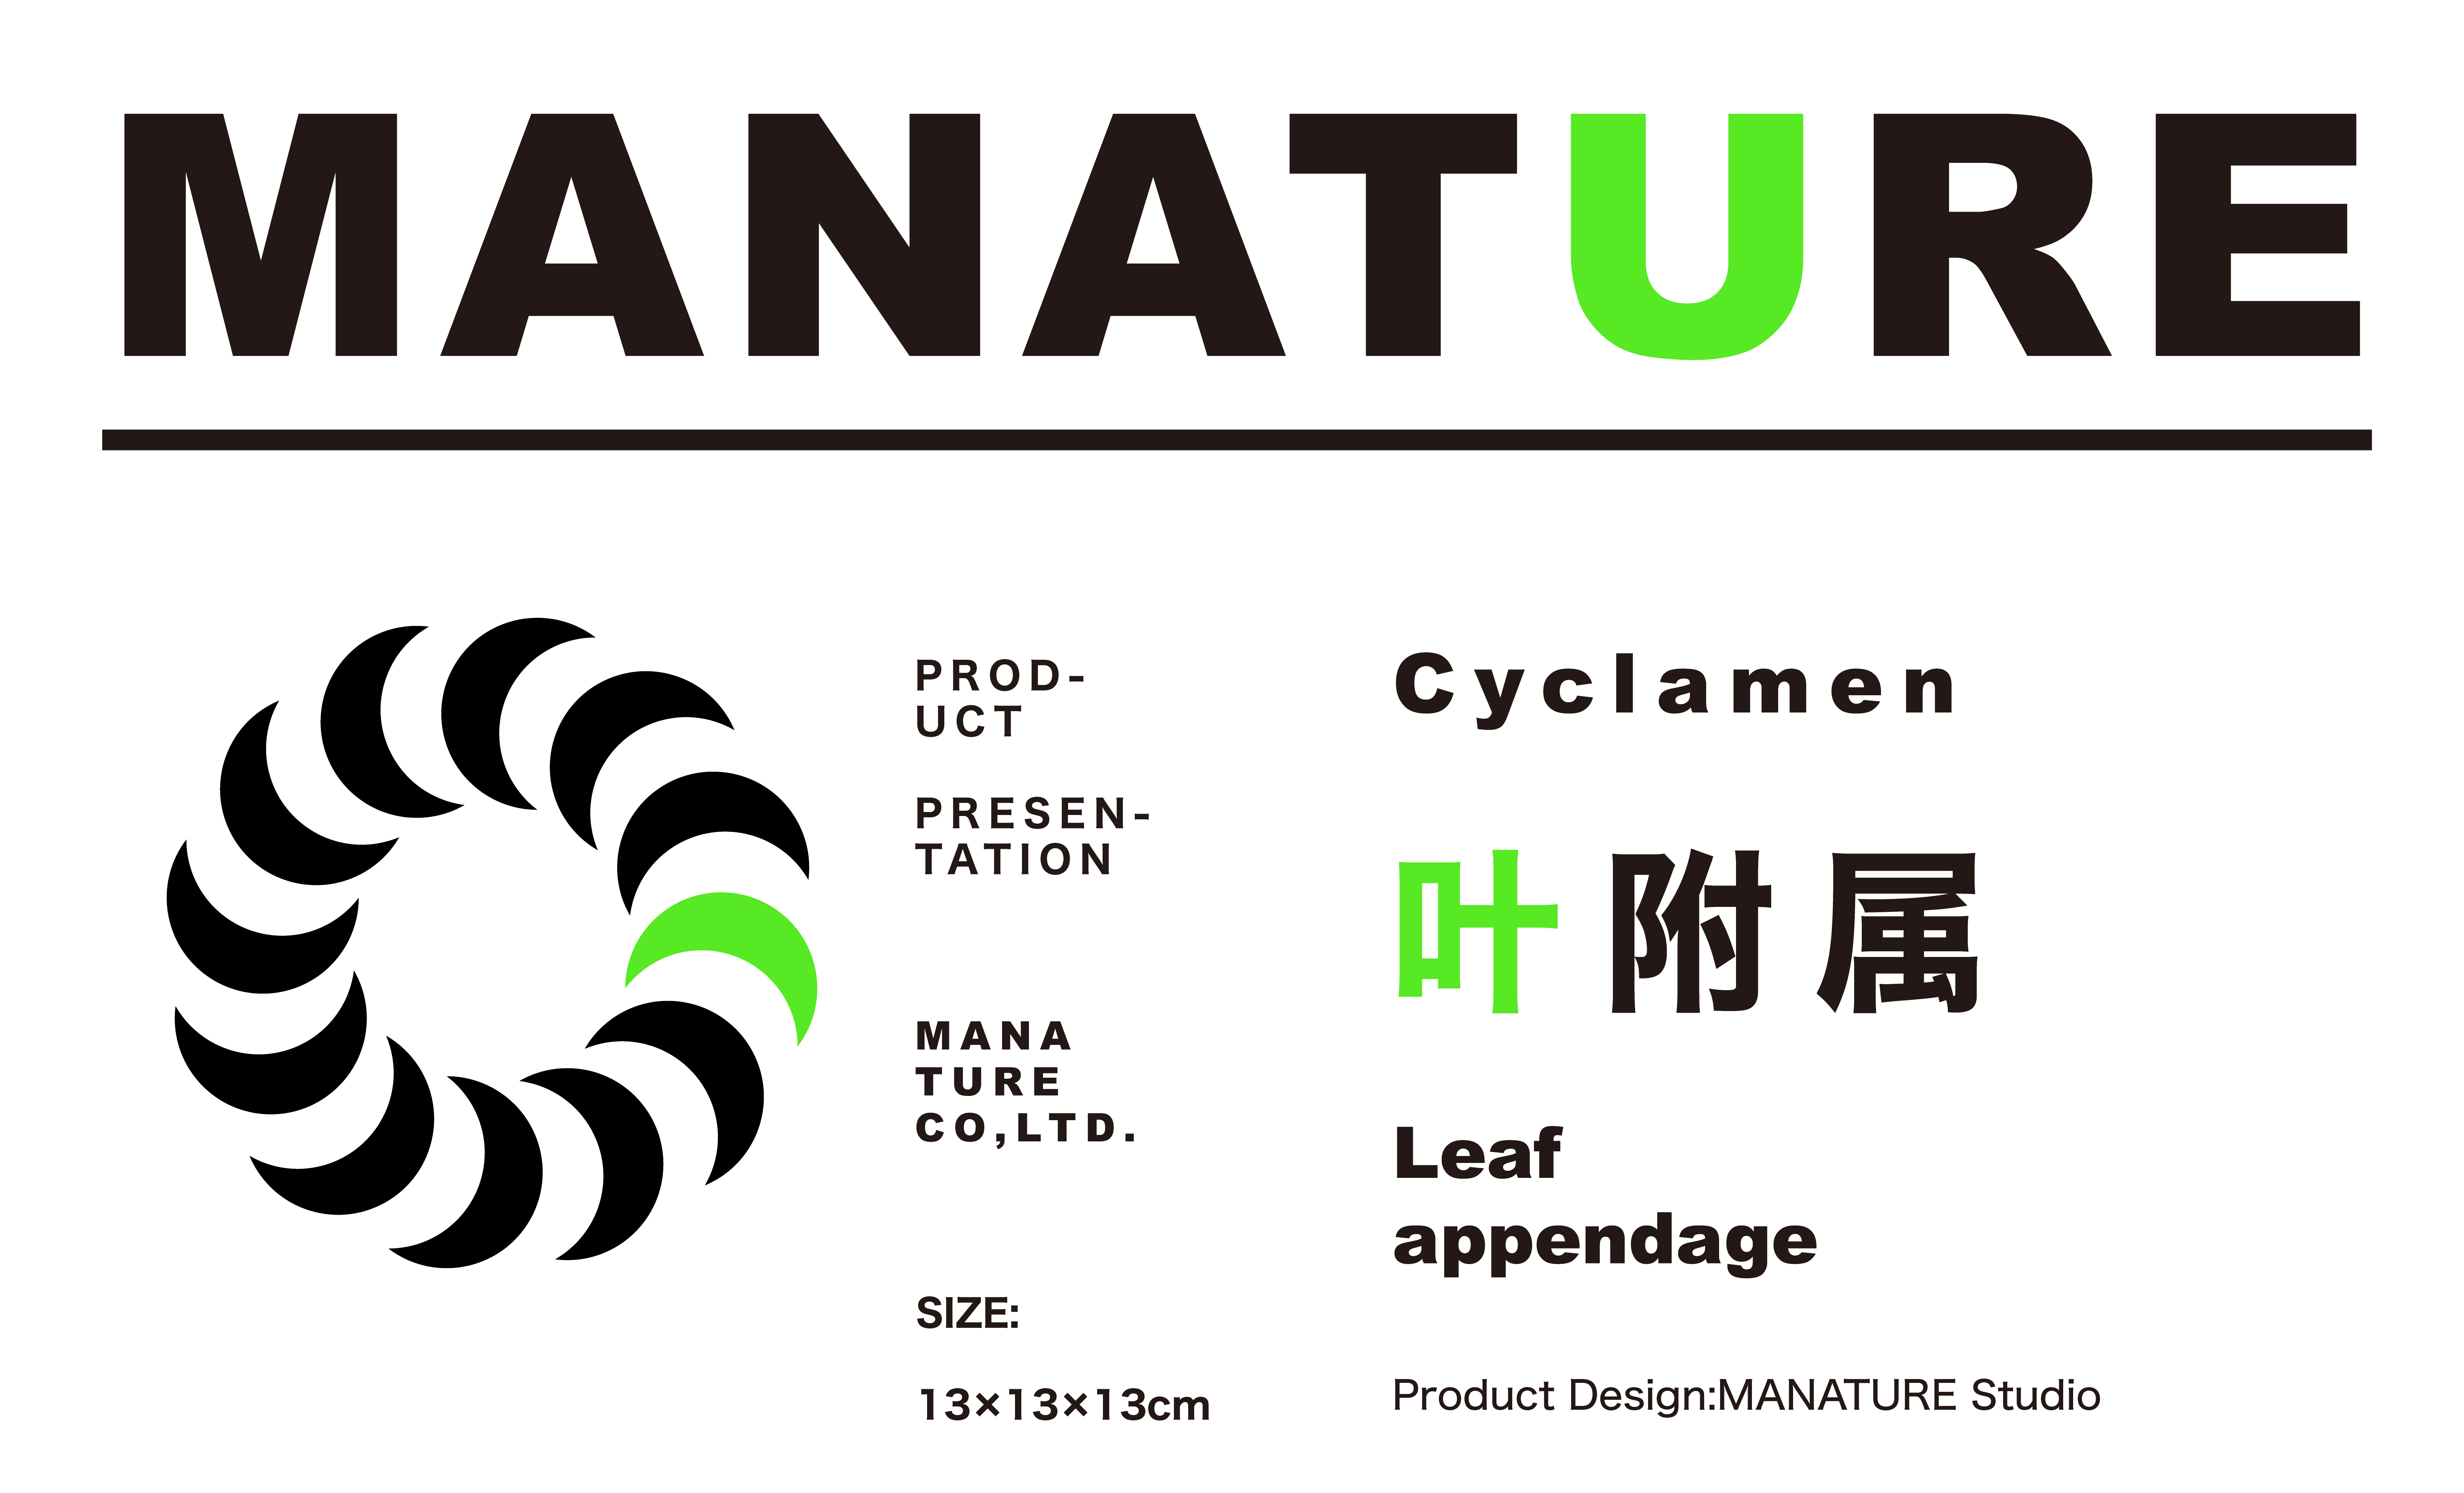 MANATURE
PROD-
UCT
PRESEN-
TATION
MANA
TURE
CO,LTD.
SIZE:
13×13×13cm
Cyclamen
叶附属
Leaf
appendage
Product Design:MANATURE Studio